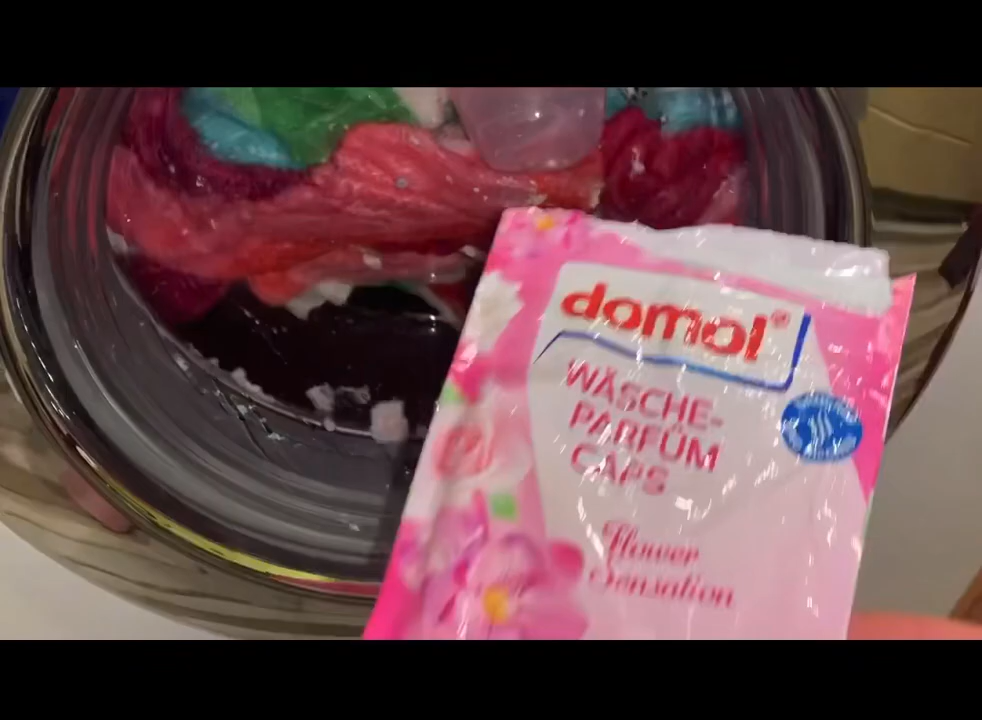 domol®
WÄSCHE-
PARFÜM
CAPS
Flower
Sensation